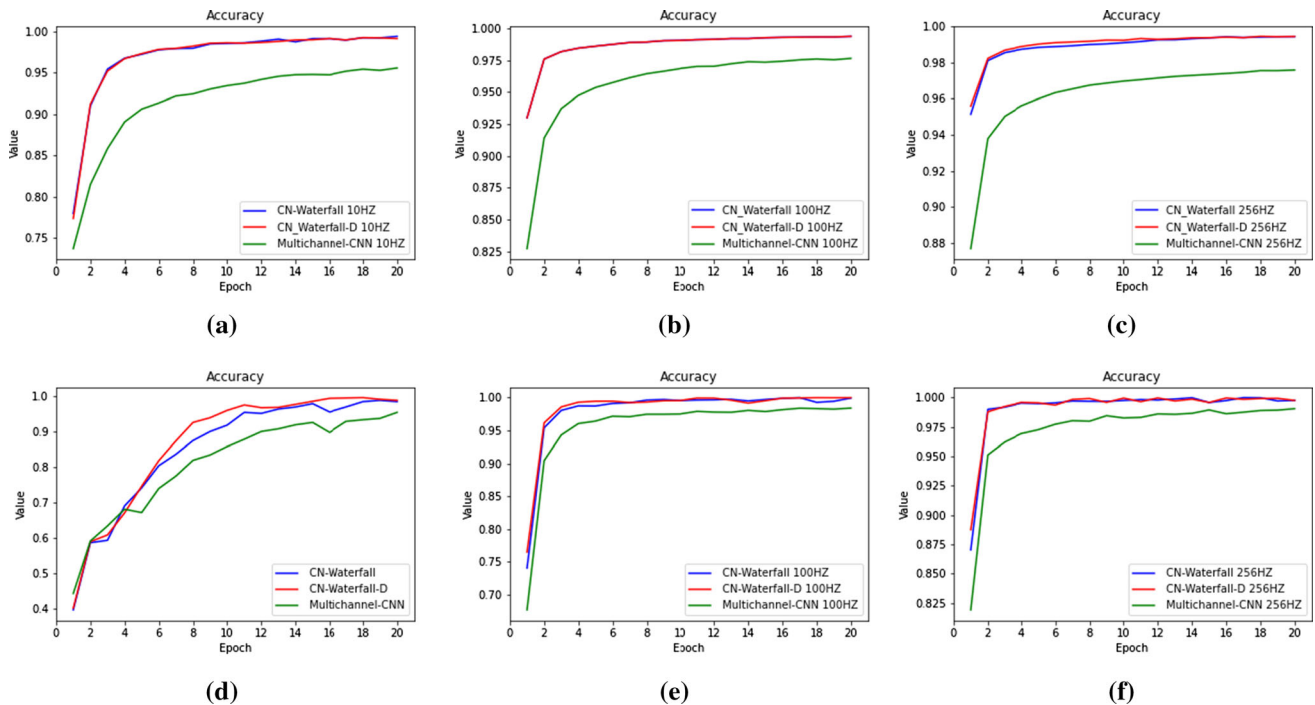 Accuracy
Value
1.00
0.95
0.90
0.85
0.80
0.75
CN-Waterfall 10HZ
CN_Waterfall-D 10HZ
Multichannel-CNN 10HZ
0 2 4 6 8 10 12 14 16 18 20
Epoch
(a)
Accuracy
Value
1.000
0.975
0.950
0.925
0.900
0.875
0.850
0.825
CN_Waterfall 100HZ
CN_Waterfall-D 100HZ
Multichannel-CNN 100HZ
0 2 4 6 8 10 12 14 16 18 20
Epoch
(b)
Accuracy
Value
1.00
0.98
0.96
0.94
0.92
0.90
0.88
CN_Waterfall 256HZ
CN_Waterfall-D 256HZ
Multichannel-CNN 256HZ
0 2 4 6 8 10 12 14 16 18 20
Epoch
(c)
Accuracy
Value
1.0
0.9
0.8
0.7
0.6
0.5
0.4
CN-Waterfall
CN-Waterfall-D
Multichannel-CNN
0 2 4 6 8 10 12 14 16 18 20
Epoch
(d)
Accuracy
Value
1.00
0.95
0.90
0.85
0.80
0.75
0.70
CN-Waterfall 100HZ
CN-Waterfall-D 100HZ
Multichannel-CNN 100HZ
0 2 4 6 8 10 12 14 16 18 20
Epoch
(e)
Accuracy
Value
1.000
0.975
0.950
0.925
0.900
0.875
0.850
0.825
CN-Waterfall 256HZ
CN-Waterfall-D 256HZ
Multichannel-CNN 256HZ
0 2 4 6 8 10 12 14 16 18 20
Epoch
(f)